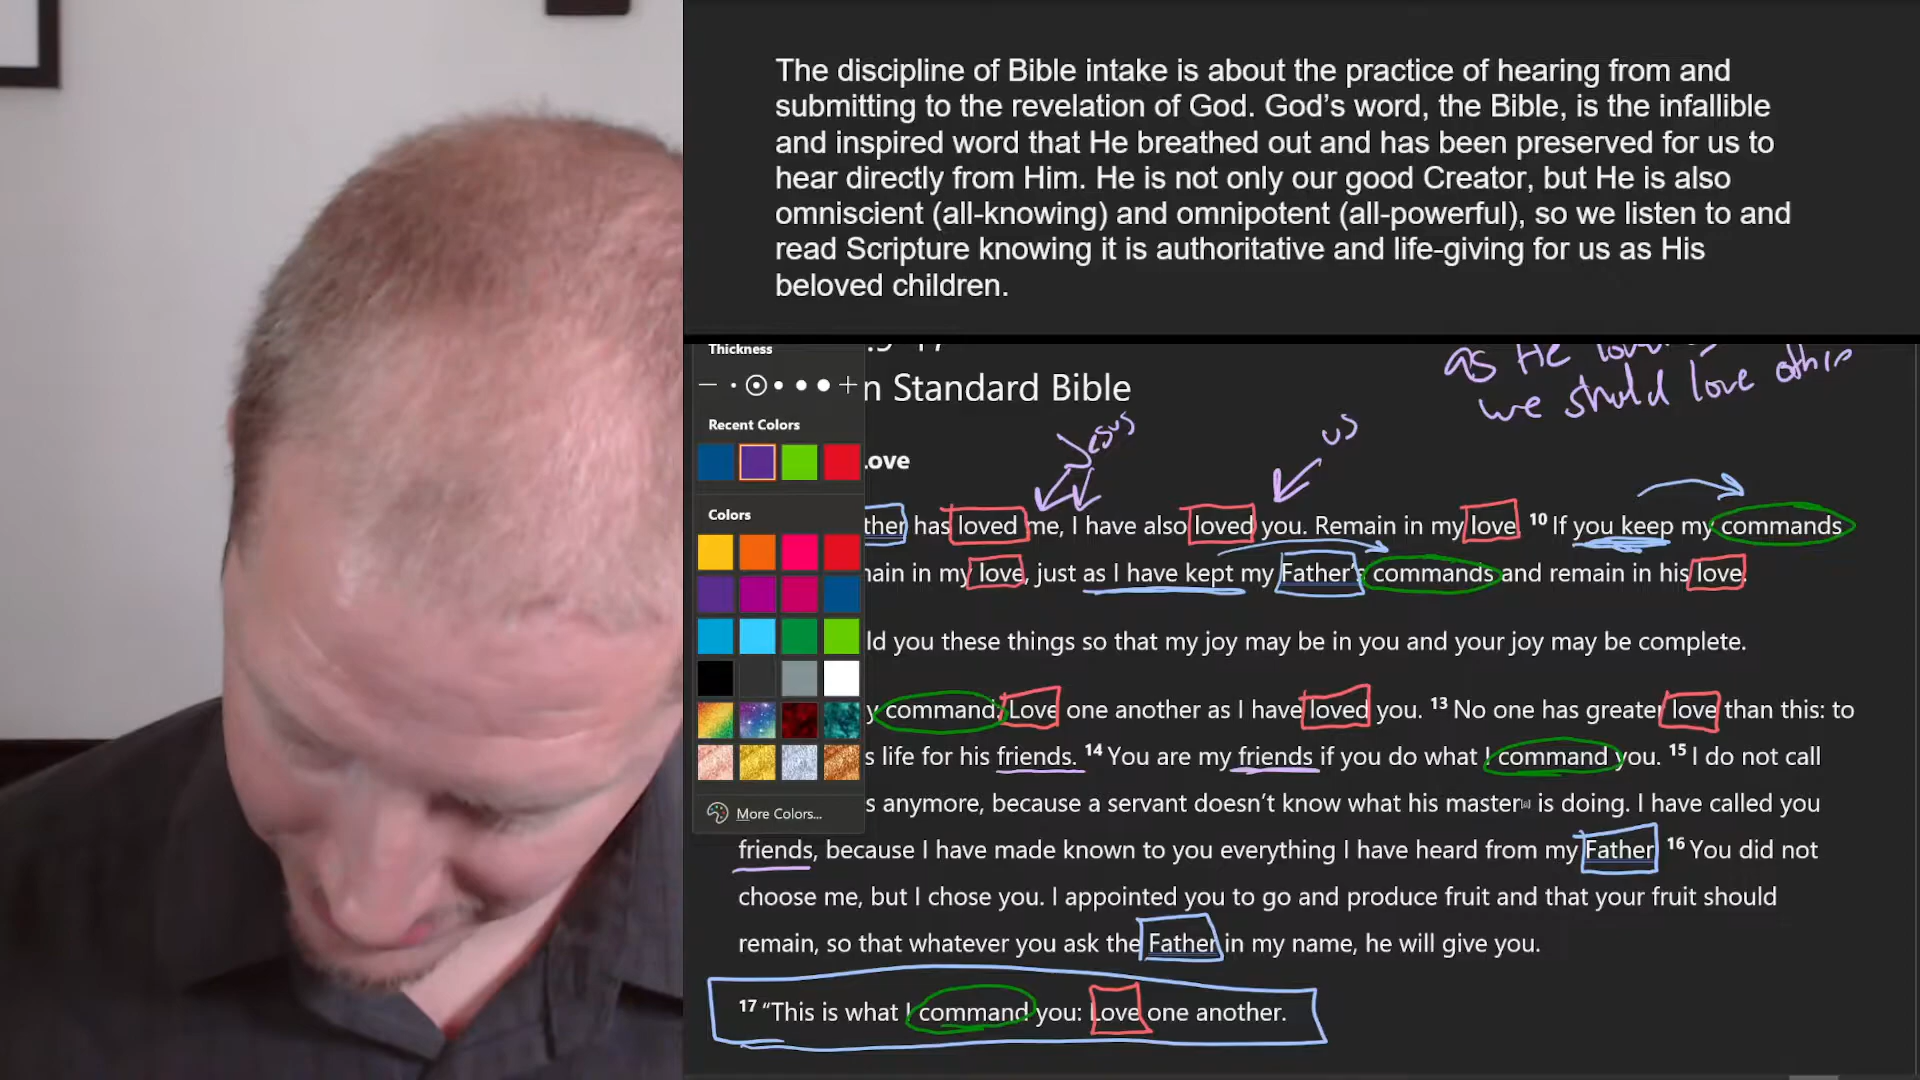 The discipline of Bible intake is about the practice of hearing from and
submitting to the revelation of God. God’s word, the Bible, is the infallible
and inspired word that He breathed out and has been preserved for us to
hear directly from Him. He is not only our good Creator, but He is also
omniscient (all-knowing) and omnipotent (all-powerful), so we listen to and
read Scripture knowing it is authoritative and life-giving for us as His
beloved children.
Thickness
as He
we should love
n Standard Bible
Recent Colors
Jesus
us
ove
Colors
ther has loved me, I have also loved you. Remain in my love. 10 If you keep my commands
ain in my love, just as I have kept my Father’s commands and remain in his love.
ld you these things so that my joy may be in you and your joy may be complete.
y command: Love one another as I have loved you. 13 No one has greater love than this: to
s life for his friends. 14 You are my friends if you do what I command you. 15 I do not call
s anymore, because a servant doesn’t know what his master[a] is doing. I have called you
More Colors...
friends, because I have made known to you everything I have heard from my Father. 16 You did not
choose me, but I chose you. I appointed you to go and produce fruit and that your fruit should
remain, so that whatever you ask the Father in my name, he will give you.
17 “This is what I command you: Love one another.